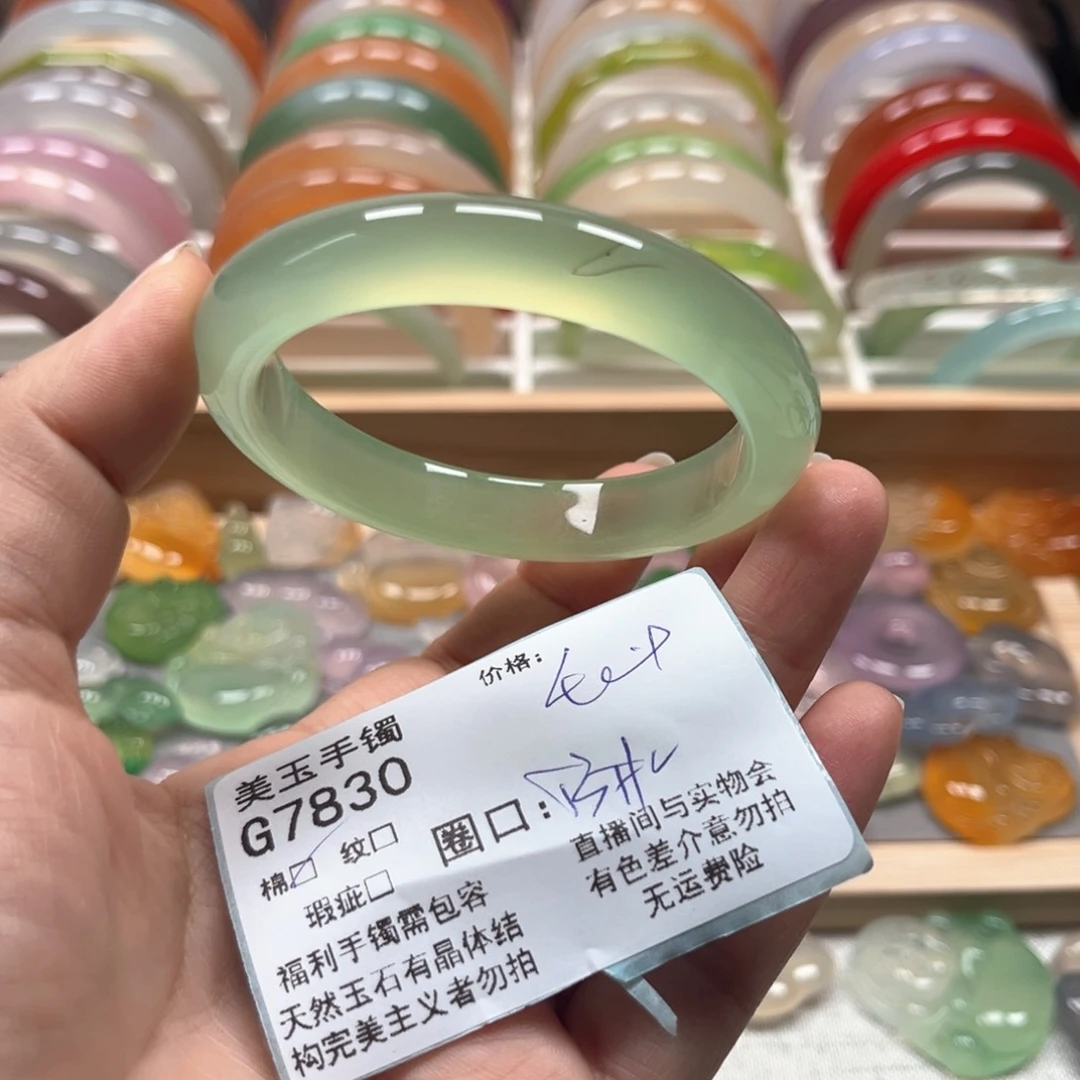 价格:
美玉手镯
G7830
圈口:
棉☑ 纹□
瑕疵□
直播间与实物会
有色差介意勿拍
无运费险
福利手镯需包容
天然玉石有晶体结
构完美主义者勿拍